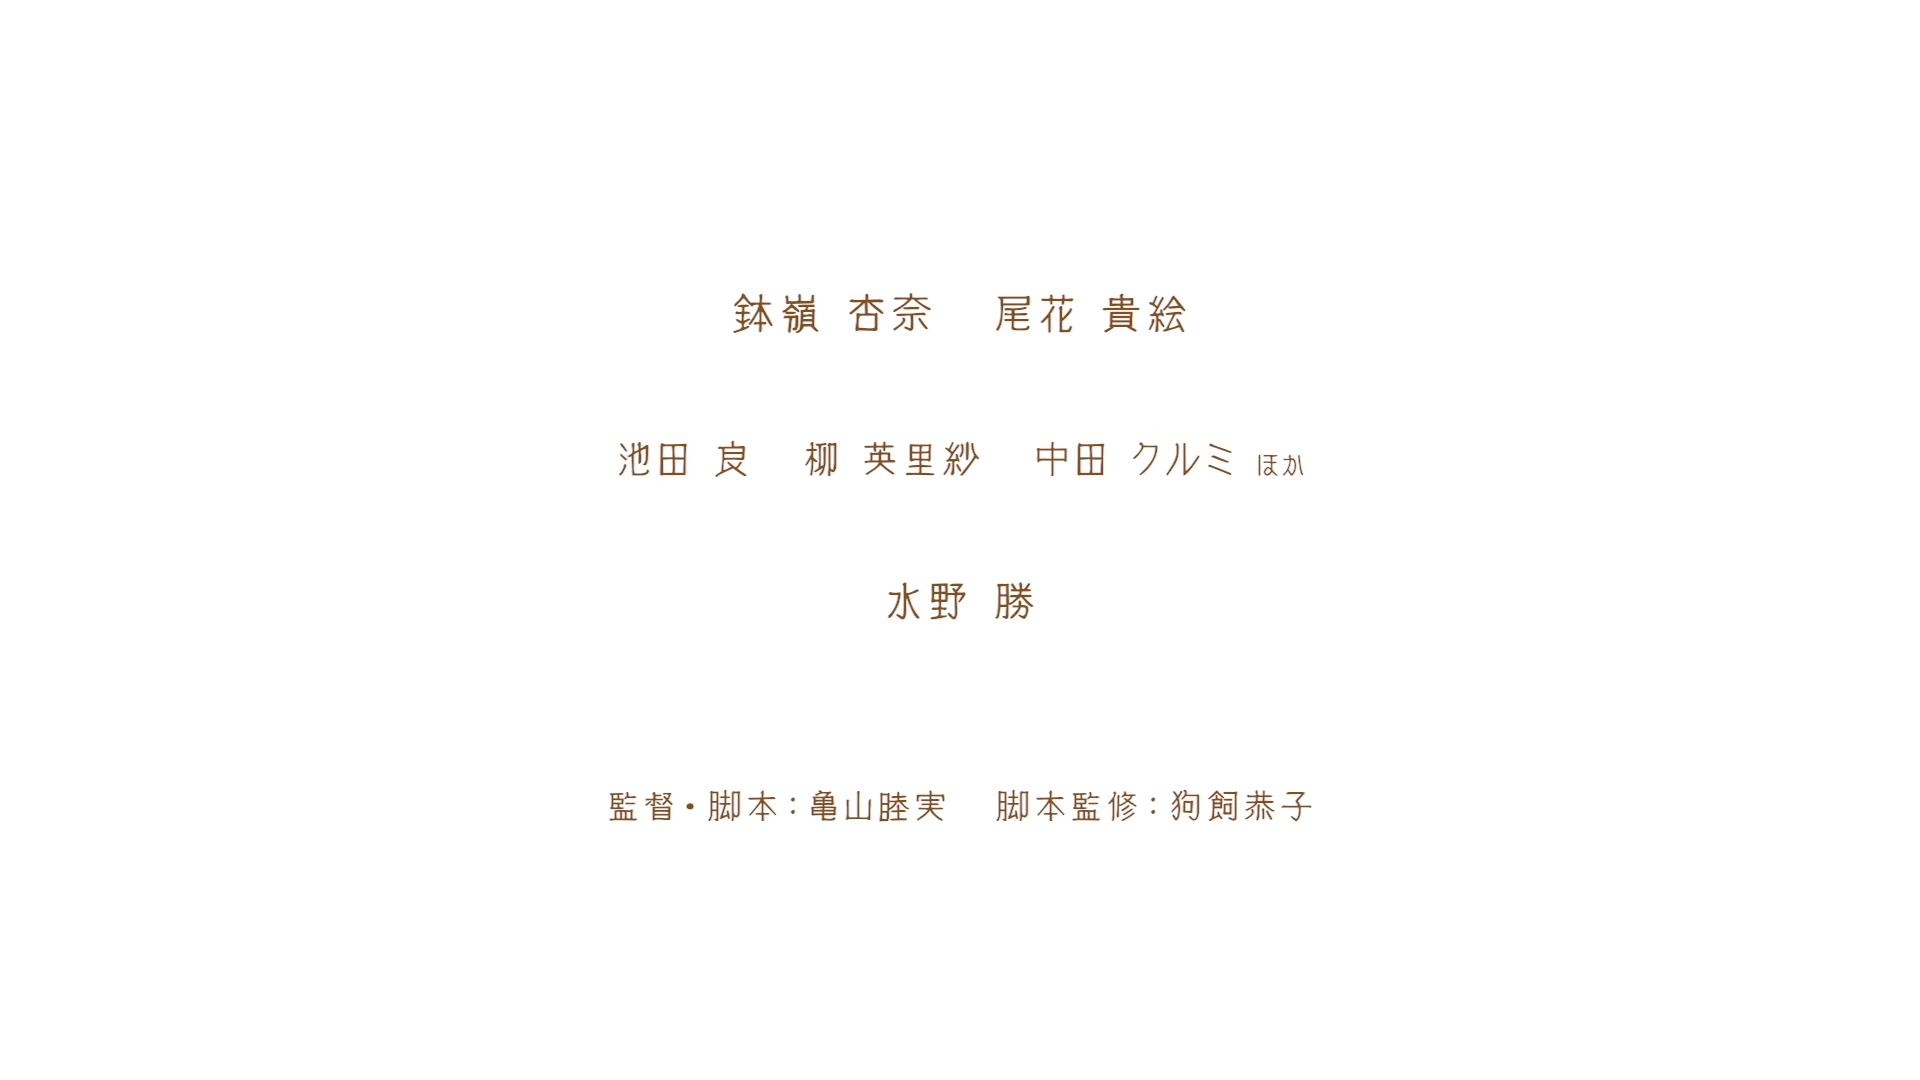 鉢嶺 杏奈　尾花 貴絵
池田 良　柳 英里紗　中田 クルミ ほか
水野 勝
監督・脚本：亀山睦実　脚本監修：狗飼恭子